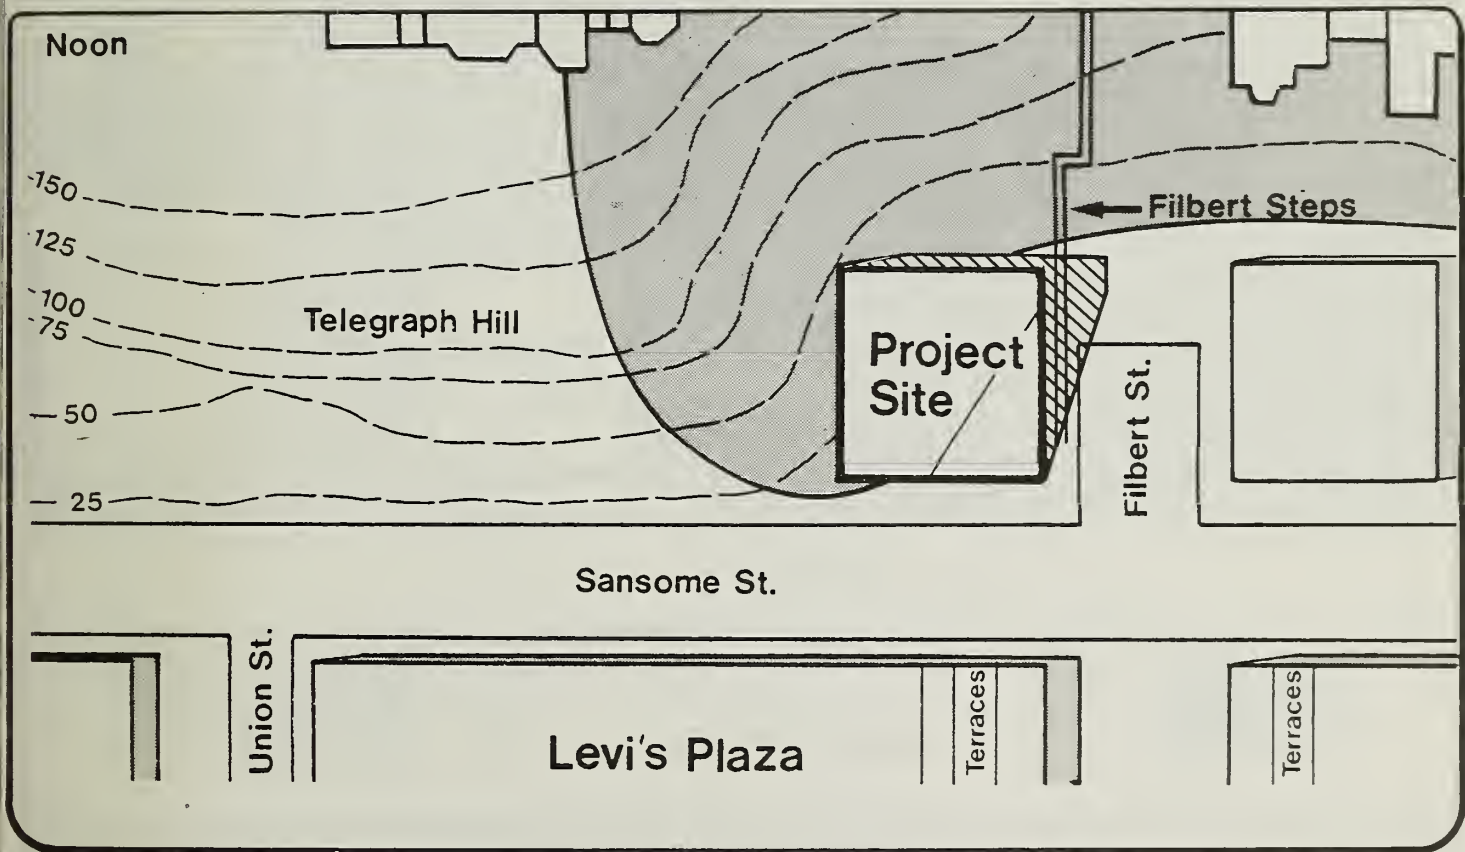 Noon
150
125
100
75
50
25
Telegraph Hill
Filbert Steps
Project
Site
Filbert St.
Sansome St.
Union St.
Levi's Plaza
Terraces
Terraces